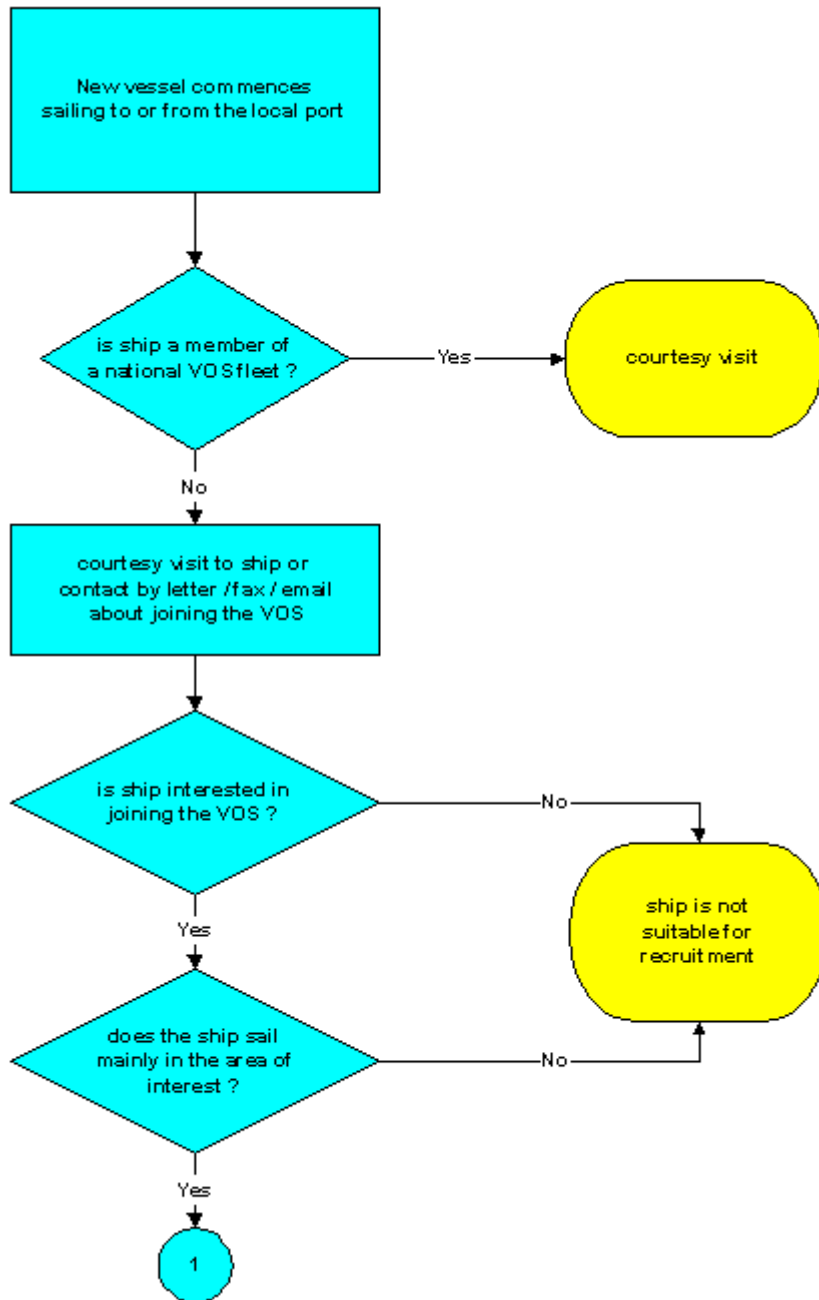 New vessel commences
sailing to or from the local port
is ship a member of
a national VOS fleet ?
Yes
courtesy visit
No
courtesy visit to ship or
contact by letter / fax / email
about joining the VOS
is ship interested in
joining the VOS ?
No
ship is not
suitable for
recruitment
Yes
does the ship sail
mainly in the area of
interest ?
No
Yes
1